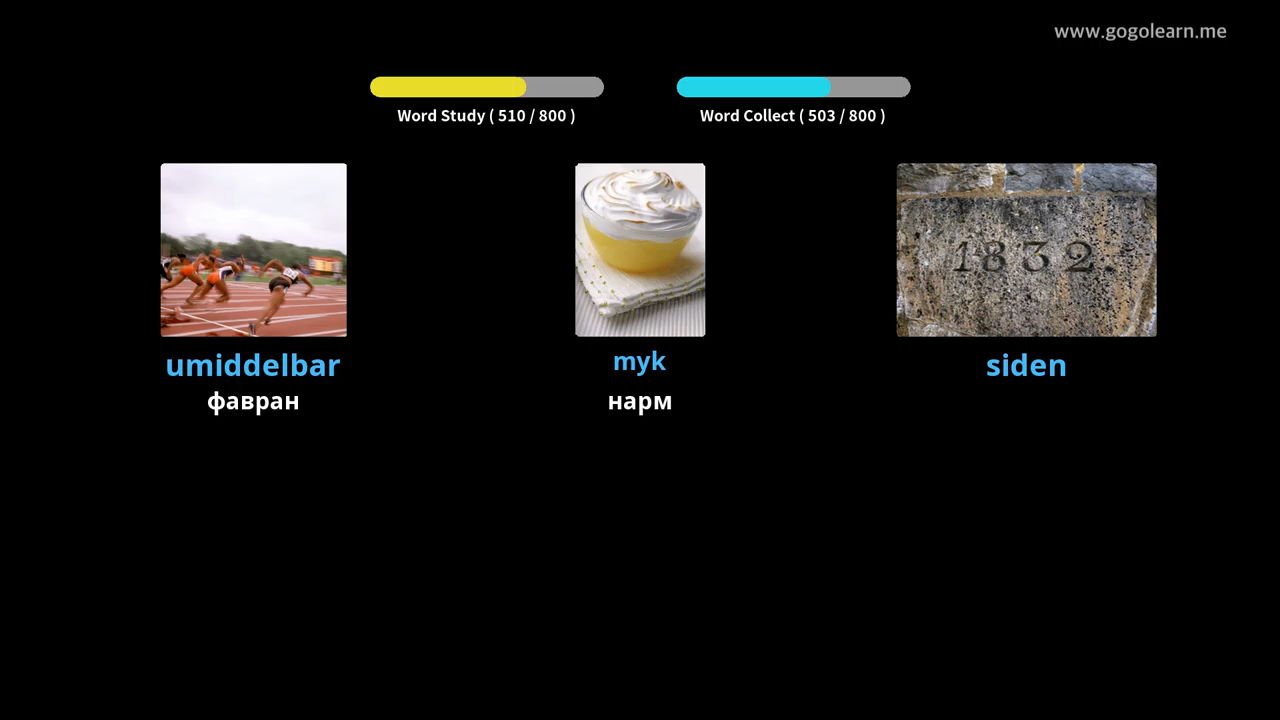 www.gogolearn.me
Word Study ( 510 / 800 )
Word Collect ( 503 / 800 )
1832.
umiddelbar
myk
siden
фавран
нарм